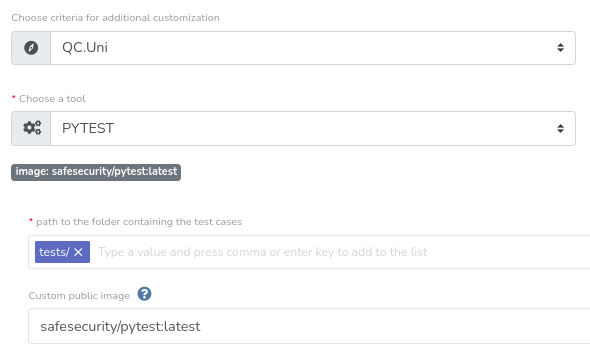 Choose criteria for additional customization
QC.Uni
* Choose a tool
PYTEST
image: safesecurity/pytest:latest
* path to the folder containing the test cases
tests/ × Type a value and press comma or enter key to add to the list
Custom public image ?
safesecurity/pytest:latest